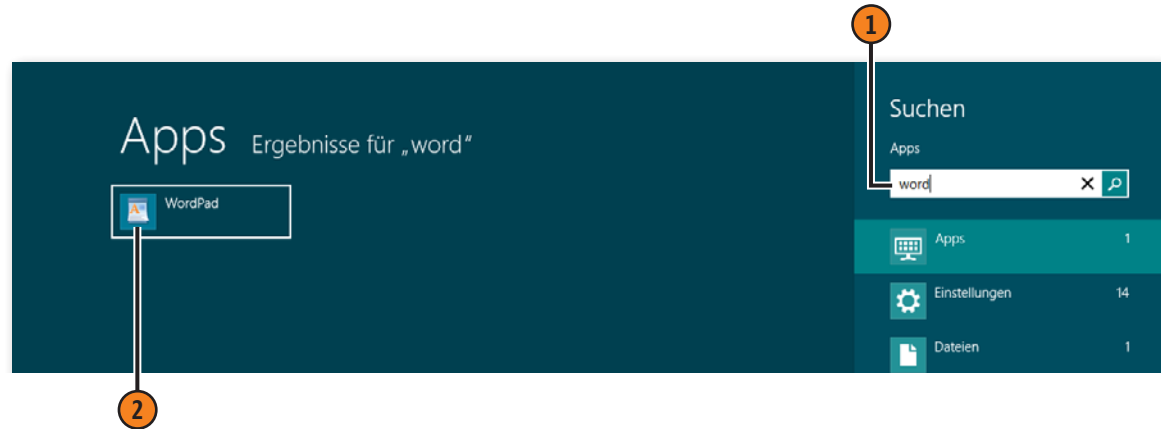 1
Apps Ergebnisse für „word“
WordPad
Suchen
Apps
word
Apps 1
Einstellungen 14
Dateien 1
2